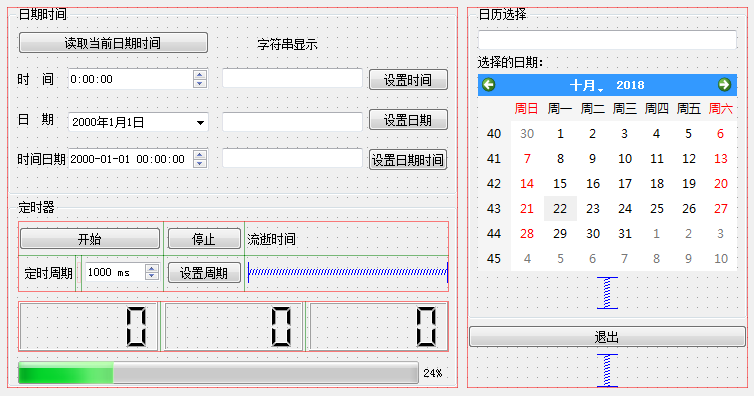 日期时间
读取当前日期时间 字符串显示
时 间 0:00:00 设置时间
日 期 2000年1月1日 设置日期
时间日期 2000-01-01 00:00:00 设置日期时间
定时器
开始 停止 流逝时间
定时周期 1000 ms 设置周期
0 0 0
24%
日历选择
选择的日期:
十月 2018
周日 周一 周二 周三 周四 周五 周六
40 30 1 2 3 4 5 6
41 7 8 9 10 11 12 13
42 14 15 16 17 18 19 20
43 21 22 23 24 25 26 27
44 28 29 30 31 1 2 3
45 4 5 6 7 8 9 10
退出